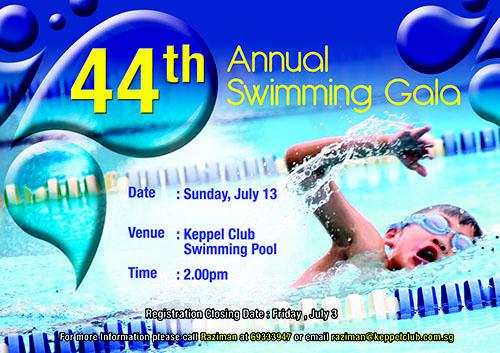 44th
Annual
Swimming Gala
Date : Sunday, July 13
Venue : Keppel Club
Swimming Pool
Time : 2.00pm
Registration Closing Date : Friday , July 3
For more Information please call Raziman at 69333947 or email raziman@keppelclub.com.sg